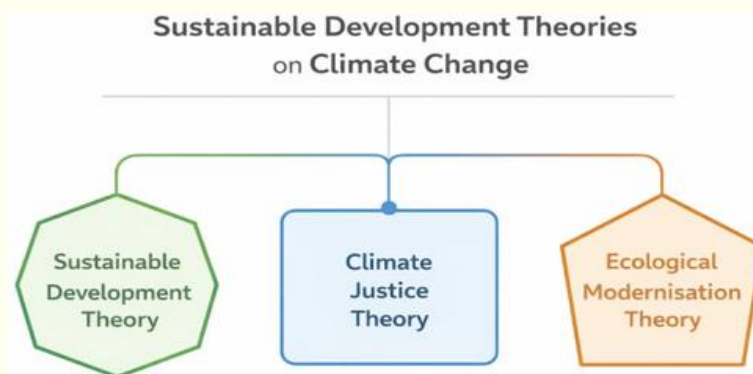 Sustainable Development Theories
on Climate Change
Sustainable
Development
Theory
Climate
Justice
Theory
Ecological
Modernisation
Theory